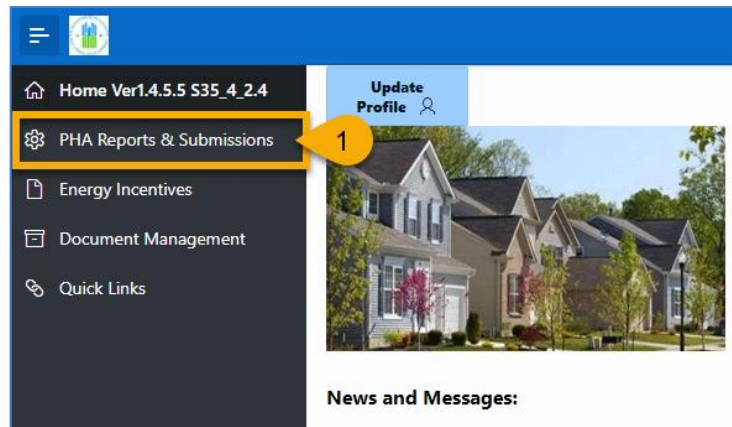 Home Ver1.4.5.5 S35_4_2.4
PHA Reports & Submissions
1
Energy Incentives
Document Management
Quick Links
Update
Profile
News and Messages: